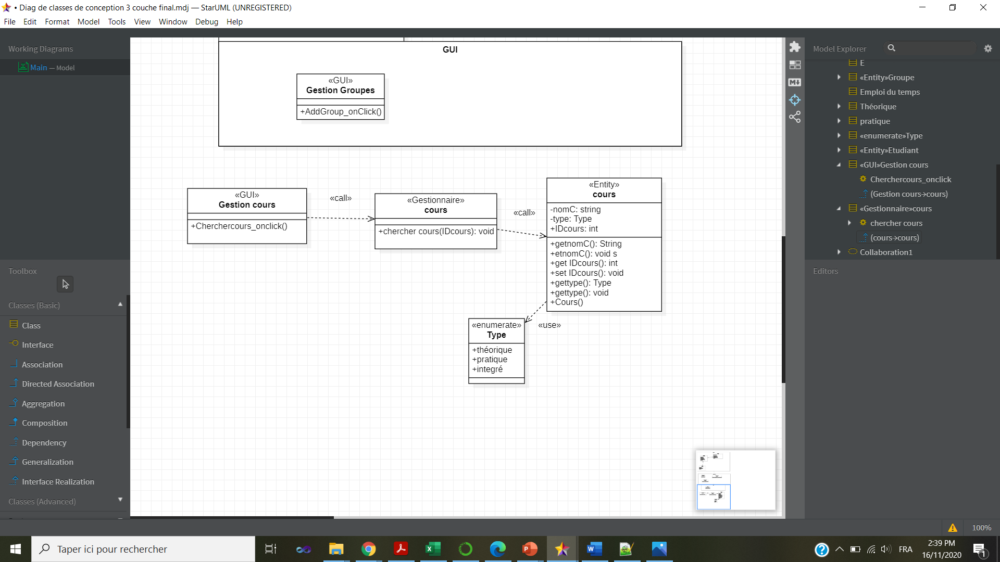 • Diag de classes de conception 3 couche final.mdj — StarUML (UNREGISTERED)
File Edit Format Model Tools View Window Debug Help
Working Diagrams
Main — Model
Toolbox
Classes (Basic)
Class
Interface
Association
Directed Association
Aggregation
Composition
Dependency
Generalization
Interface Realization
Classes (Advanced)
GUI
«GUI»
Gestion Groupes
+AddGroup_onClick()
«GUI»
Gestion cours
+Cherchercours_onclick()
«call»
«Gestionnaire»
cours
+chercher cours(IDcours): void
«call»
«Entity»
cours
-nomC: string
-type: Type
+IDcours: int
+getnomC(): String
+etnomC(): void s
+get IDcours(): int
+set IDcours(): void
+gettype(): Type
+gettype(): void
+Cours()
«use»
«enumerate»
Type
+théorique
+pratique
+integré
Model Explorer
E
«Entity»Groupe
Emploi du temps
Théorique
pratique
«enumerate»Type
«Entity»Etudiant
«GUI»Gestion cours
Cherchercours_onclick
(Gestion cours→cours)
«Gestionnaire»cours
chercher cours
(cours→cours)
Collaboration1
Editors
100%
Taper ici pour rechercher
FRA
2:39 PM
16/11/2020
1